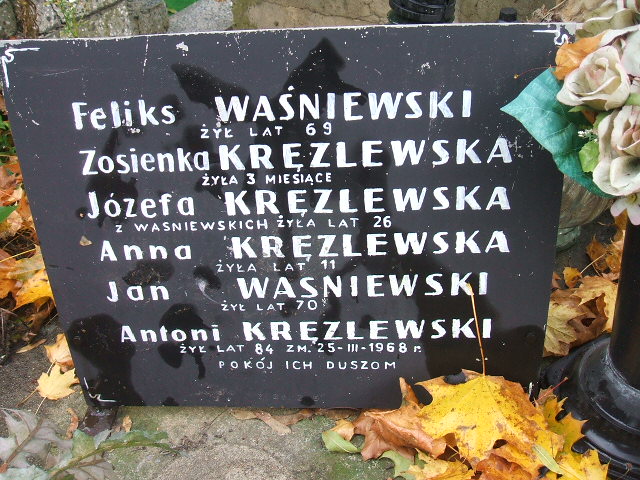 Feliks WAŚNIEWSKI
ŻYŁ LAT 69
Zosienka KRĘZLEWSKA
ŻYŁA 3 MIESIĄCE
Józefa KRĘZLEWSKA
Z WASNIEWSKICH ŻYŁA LAT 26
Anna KRĘZLEWSKA
ŻYŁA LAT 11
Jan WAŚNIEWSKI
ŻYŁ LAT 70
Antoni KRĘZLEWSKI
ŻYŁ LAT 84 ZM. 25-III-1968 r.
POKÓJ ICH DUSZOM